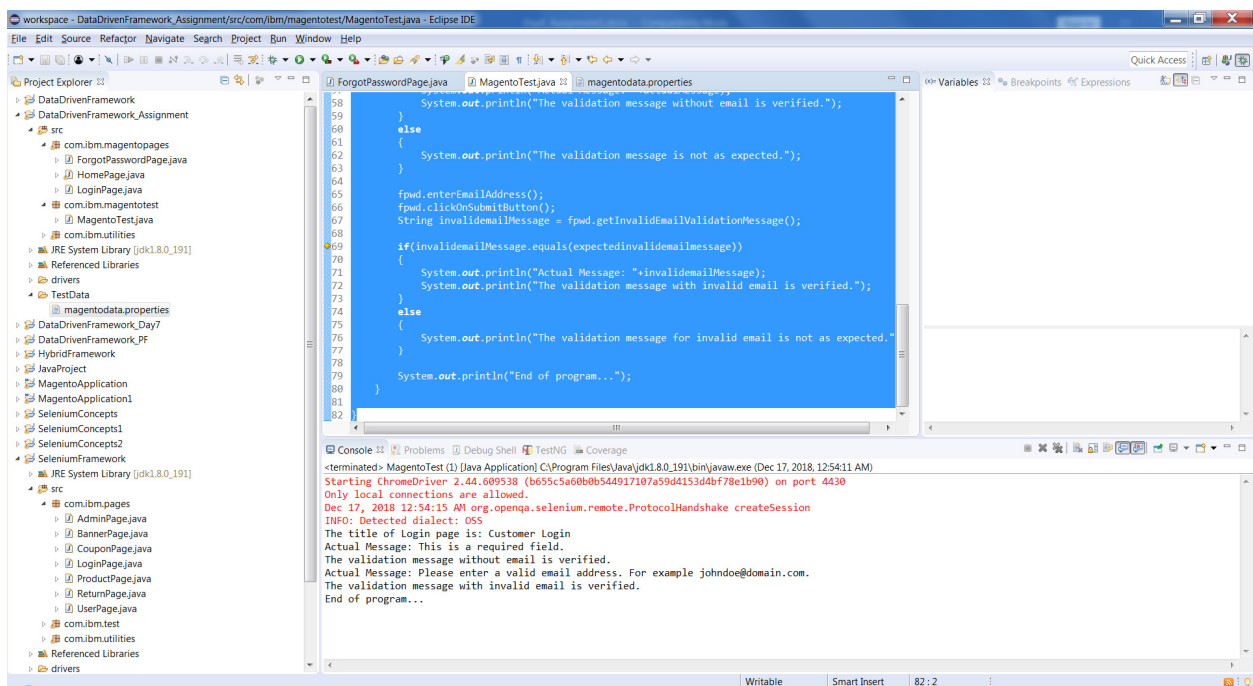 workspace - DataDrivenFramework_Assignment/src/com/ibm/magentotest/MagentoTest.java - Eclipse IDE
File Edit Source Refactor Navigate Search Project Run Window Help
Quick Access
Project Explorer
DataDrivenFramework
DataDrivenFramework_Assignment
src
com.ibm.magentopages
ForgotPasswordPage.java
HomePage.java
LoginPage.java
com.ibm.magentotest
MagentoTest.java
com.ibm.utilities
JRE System Library [jdk1.8.0_191]
Referenced Libraries
drivers
TestData
magentodata.properties
DataDrivenFramework_Day7
DataDrivenFramework_PF
HybridFramework
JavaProject
MagentoApplication
MagentoApplication1
SeleniumConcepts
SeleniumConcepts1
SeleniumConcepts2
SeleniumFramework
JRE System Library [jdk1.8.0_191]
src
com.ibm.pages
AdminPage.java
BannerPage.java
CouponPage.java
LoginPage.java
ProductPage.java
ReturnPage.java
UserPage.java
com.ibm.test
com.ibm.utilities
Referenced Libraries
drivers
ForgotPasswordPage.java MagentoTest.java magentodata.properties
58 System.out.println("The validation message without email is verified.");
59 }
60 else
61 {
62 System.out.println("The validation message is not as expected.");
63 }
64
65 fpwd.enterEmailAddress();
66 fpwd.clickOnSubmitButton();
67 String invalidemailMessage = fpwd.getInvalidEmailValidationMessage();
68
69 if(invalidemailMessage.equals(expectedinvalidemailmessage))
70 {
71 System.out.println("Actual Message: "+invalidemailMessage);
72 System.out.println("The validation message with invalid email is verified.");
73 }
74 else
75 {
76 System.out.println("The validation message for invalid email is not as expected."
77 }
78
79 System.out.println("End of program...");
80 }
81
82 }
Variables Breakpoints Expressions
Console Problems Debug Shell TestNG Coverage
<terminated> MagentoTest (1) [Java Application] C:\Program Files\Java\jdk1.8.0_191\bin\javaw.exe (Dec 17, 2018, 12:54:11 AM)
Starting ChromeDriver 2.44.609538 (b655c5a60b0b544917107a59d4153d4bf78e1b90) on port 4430
Only local connections are allowed.
Dec 17, 2018 12:54:15 AM org.openqa.selenium.remote.ProtocolHandshake createSession
INFO: Detected dialect: OSS
The title of Login page is: Customer Login
Actual Message: This is a required field.
The validation message without email is verified.
Actual Message: Please enter a valid email address. For example johndoe@domain.com.
The validation message with invalid email is verified.
End of program...
Writable Smart Insert 82 : 2